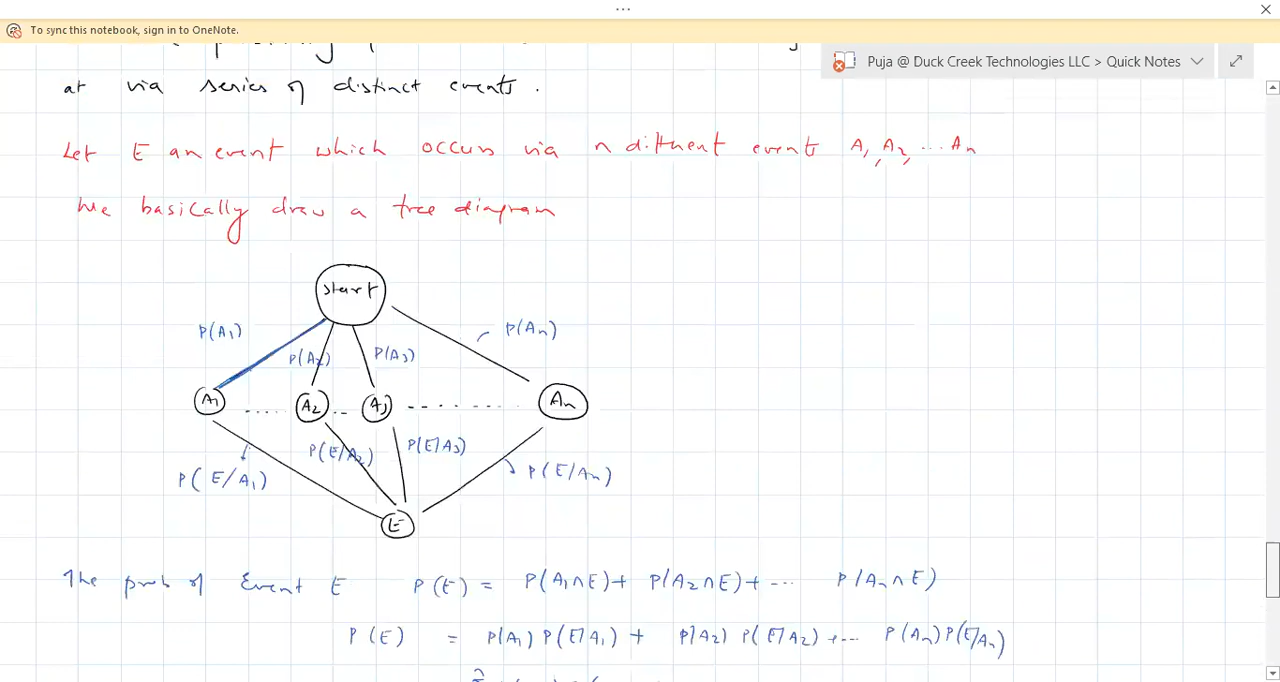 ...
To sync this notebook, sign in to OneNote.
Puja @ Duck Creek Technologies LLC > Quick Notes
at via series of distinct events.
Let E an event which occurs via n different events A1, A2, ... An
We basically draw a tree diagram
Start
P(A1) P(A2) P(A3) P(An)
A1 .... A2 ... A3 ------- An
P(E/A1) P(E/A2) P(E/A3) P(E/An)
E
The prob of Event E P(E) = P(A1∩E)+ P(A2∩E)+ --- P(An∩E)
P(E) = P(A1) P(E/A1) + P(A2) P(E/A2) +--- P(An)P(E/An)